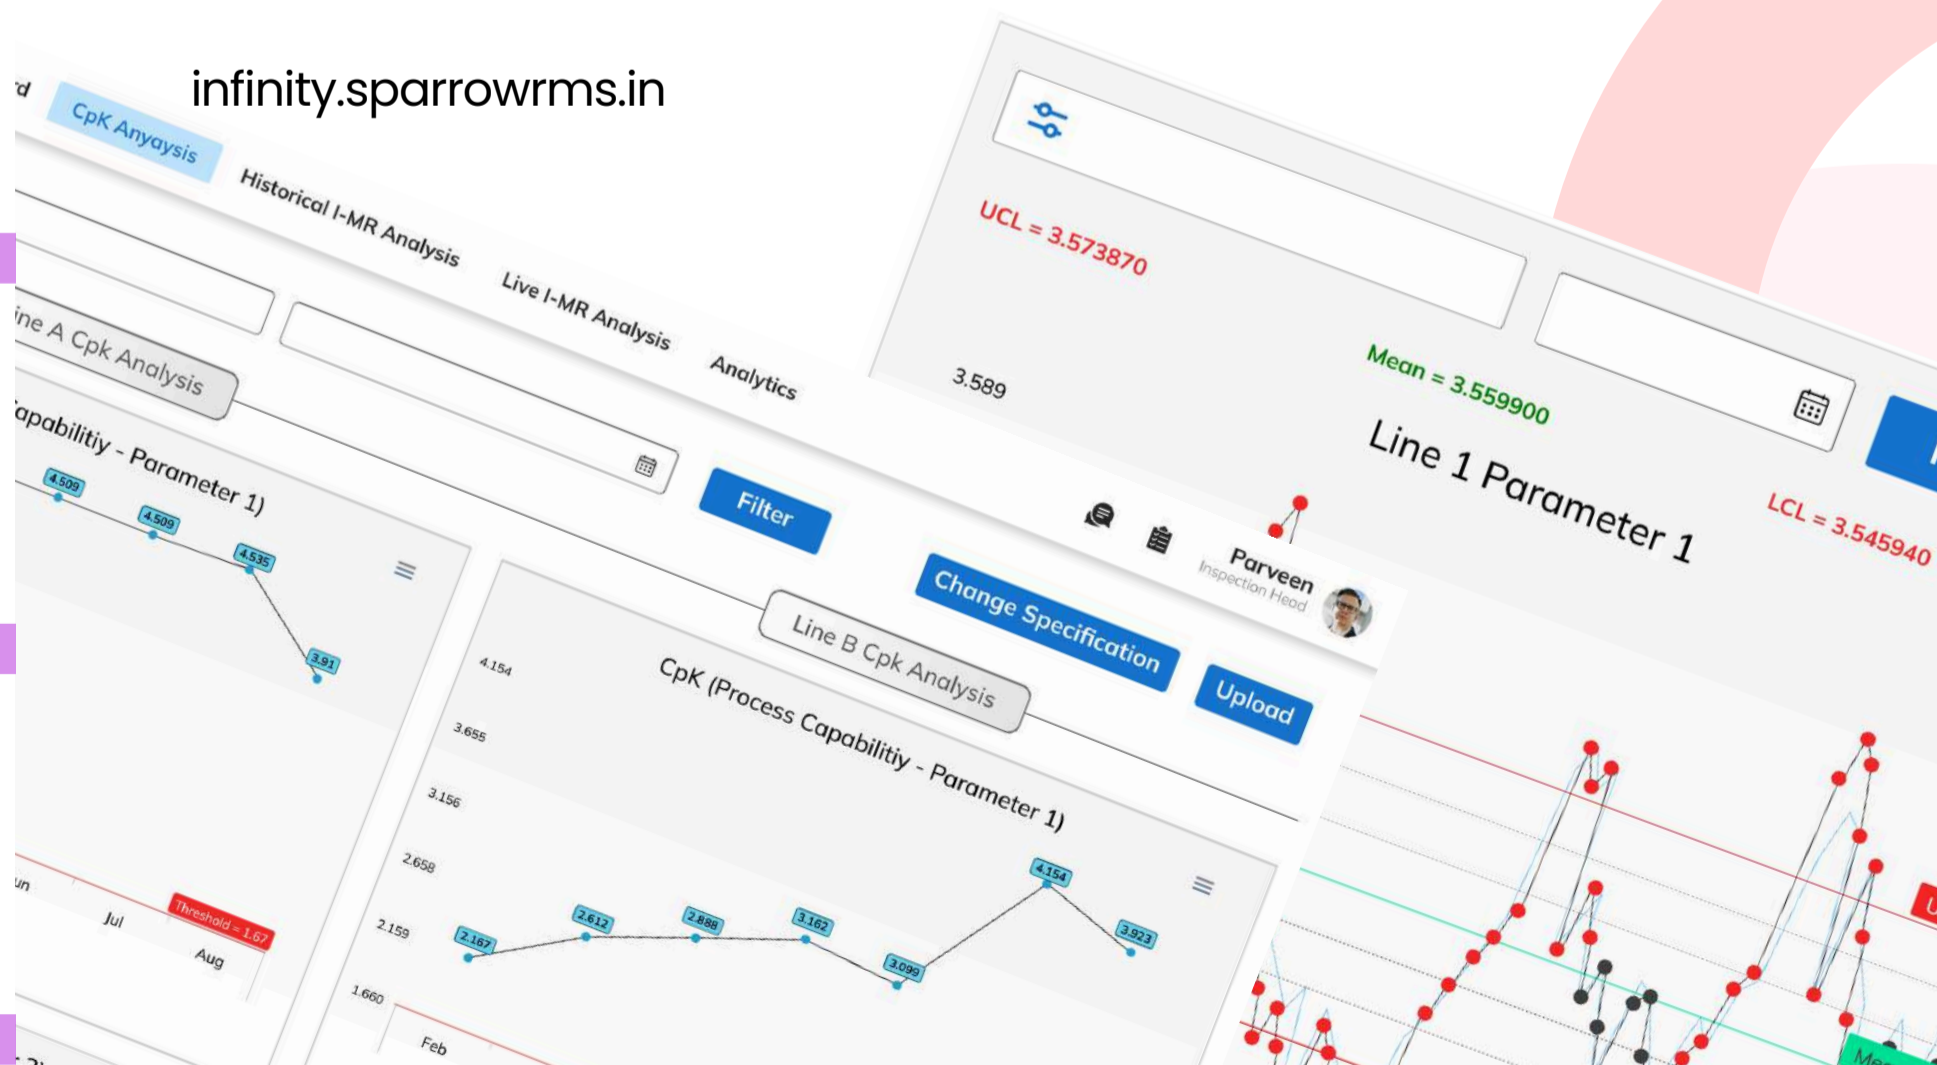 infinity.sparrowrms.in
CpK Anyaysis
Historical I-MR Analysis
Live I-MR Analysis
Analytics
Parveen
Inspection Head
ine A Cpk Analysis
Filter
Change Specification
Upload
Line B Cpk Analysis
apabilitiy - Parameter 1)
4.509
4.509
4.535
3.91
Threshold = 1.67
Jul
Aug
CpK (Process Capabilitiy - Parameter 1)
4.154
3.655
3.156
2.658
2.159
1.660
2.167
2.612
2.888
3.162
3.099
4.154
3.923
Feb
UCL = 3.573870
Mean = 3.559900
LCL = 3.545940
Line 1 Parameter 1
3.589